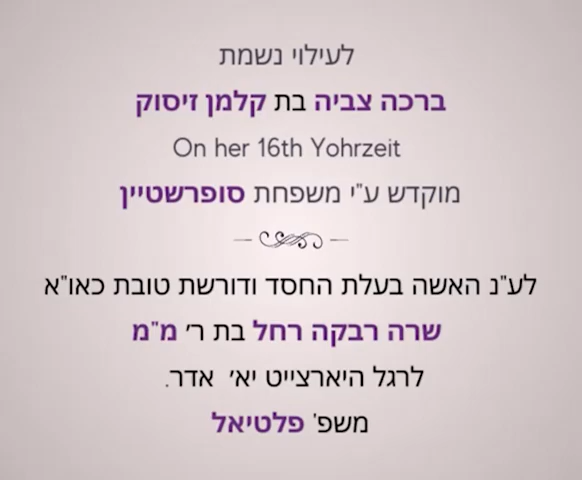 לעילוי נשמת
ברכה צביה בת קלמן זיסוק
On her 16th Yohrzeit
מוקדש ע"י משפחת סופרשטיין
לע"נ האשה בעלת החסד ודורשת טובת כאו"א
שרה רבקה רחל בת ר׳ מ"מ
לרגל היארצייט יא׳ אדר.
משפ' פלטיאל